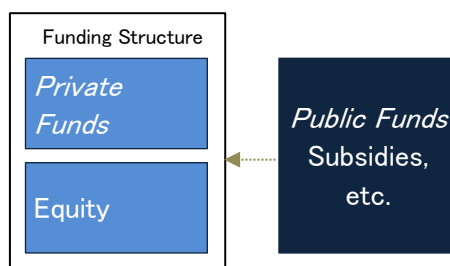 Funding Structure
Private
Funds
Equity
Public Funds
Subsidies,
etc.